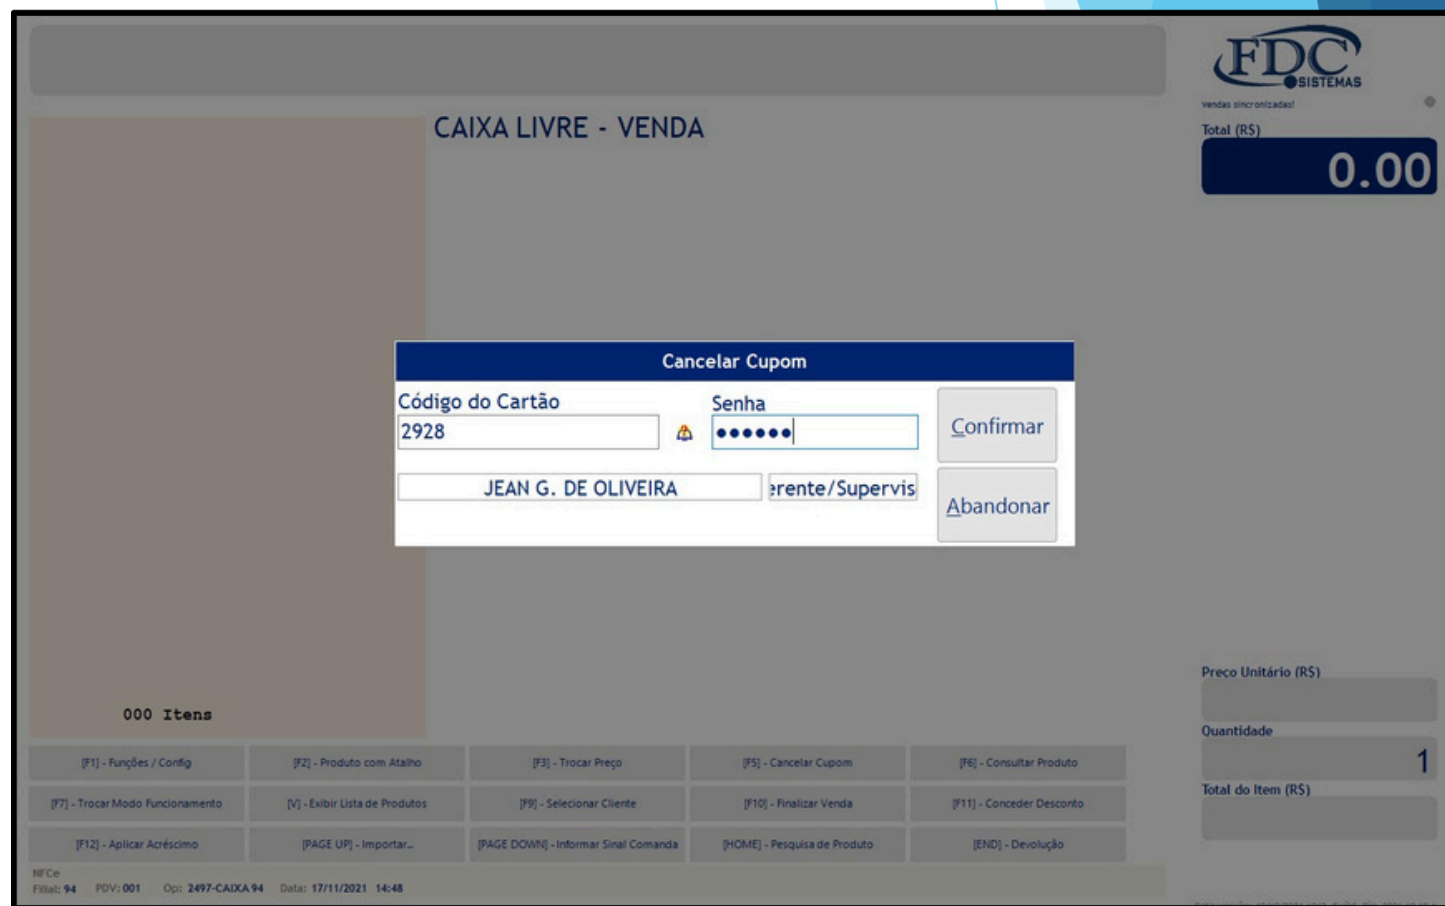 FDC
SISTEMAS
Vendas sincronizadas!
CAIXA LIVRE - VENDA
Total (R$)
0.00
Cancelar Cupom
Código do Cartão
Senha
2928
••••••
Confirmar
JEAN G. DE OLIVEIRA
erente/Supervis
Abandonar
Preço Unitário (R$)
000 Itens
Quantidade
1
Total do Item (R$)
[F1] - Funções / Config
[F2] - Produto com Atalho
[F3] - Trocar Preço
[F5] - Cancelar Cupom
[F6] - Consultar Produto
[F7] - Trocar Modo Funcionamento
[V] - Exibir Lista de Produtos
[F9] - Selecionar Cliente
[F10] - Finalizar Venda
[F11] - Conceder Desconto
[F12] - Aplicar Acréscimo
[PAGE UP] - Importar...
[PAGE DOWN] - Informar Sinal Comanda
[HOME] - Pesquisa de Produto
[END] - Devolução
NFCe
Filial: 94 PDV: 001 Op: 2497-CAIXA 94 Data: 17/11/2021 14:48